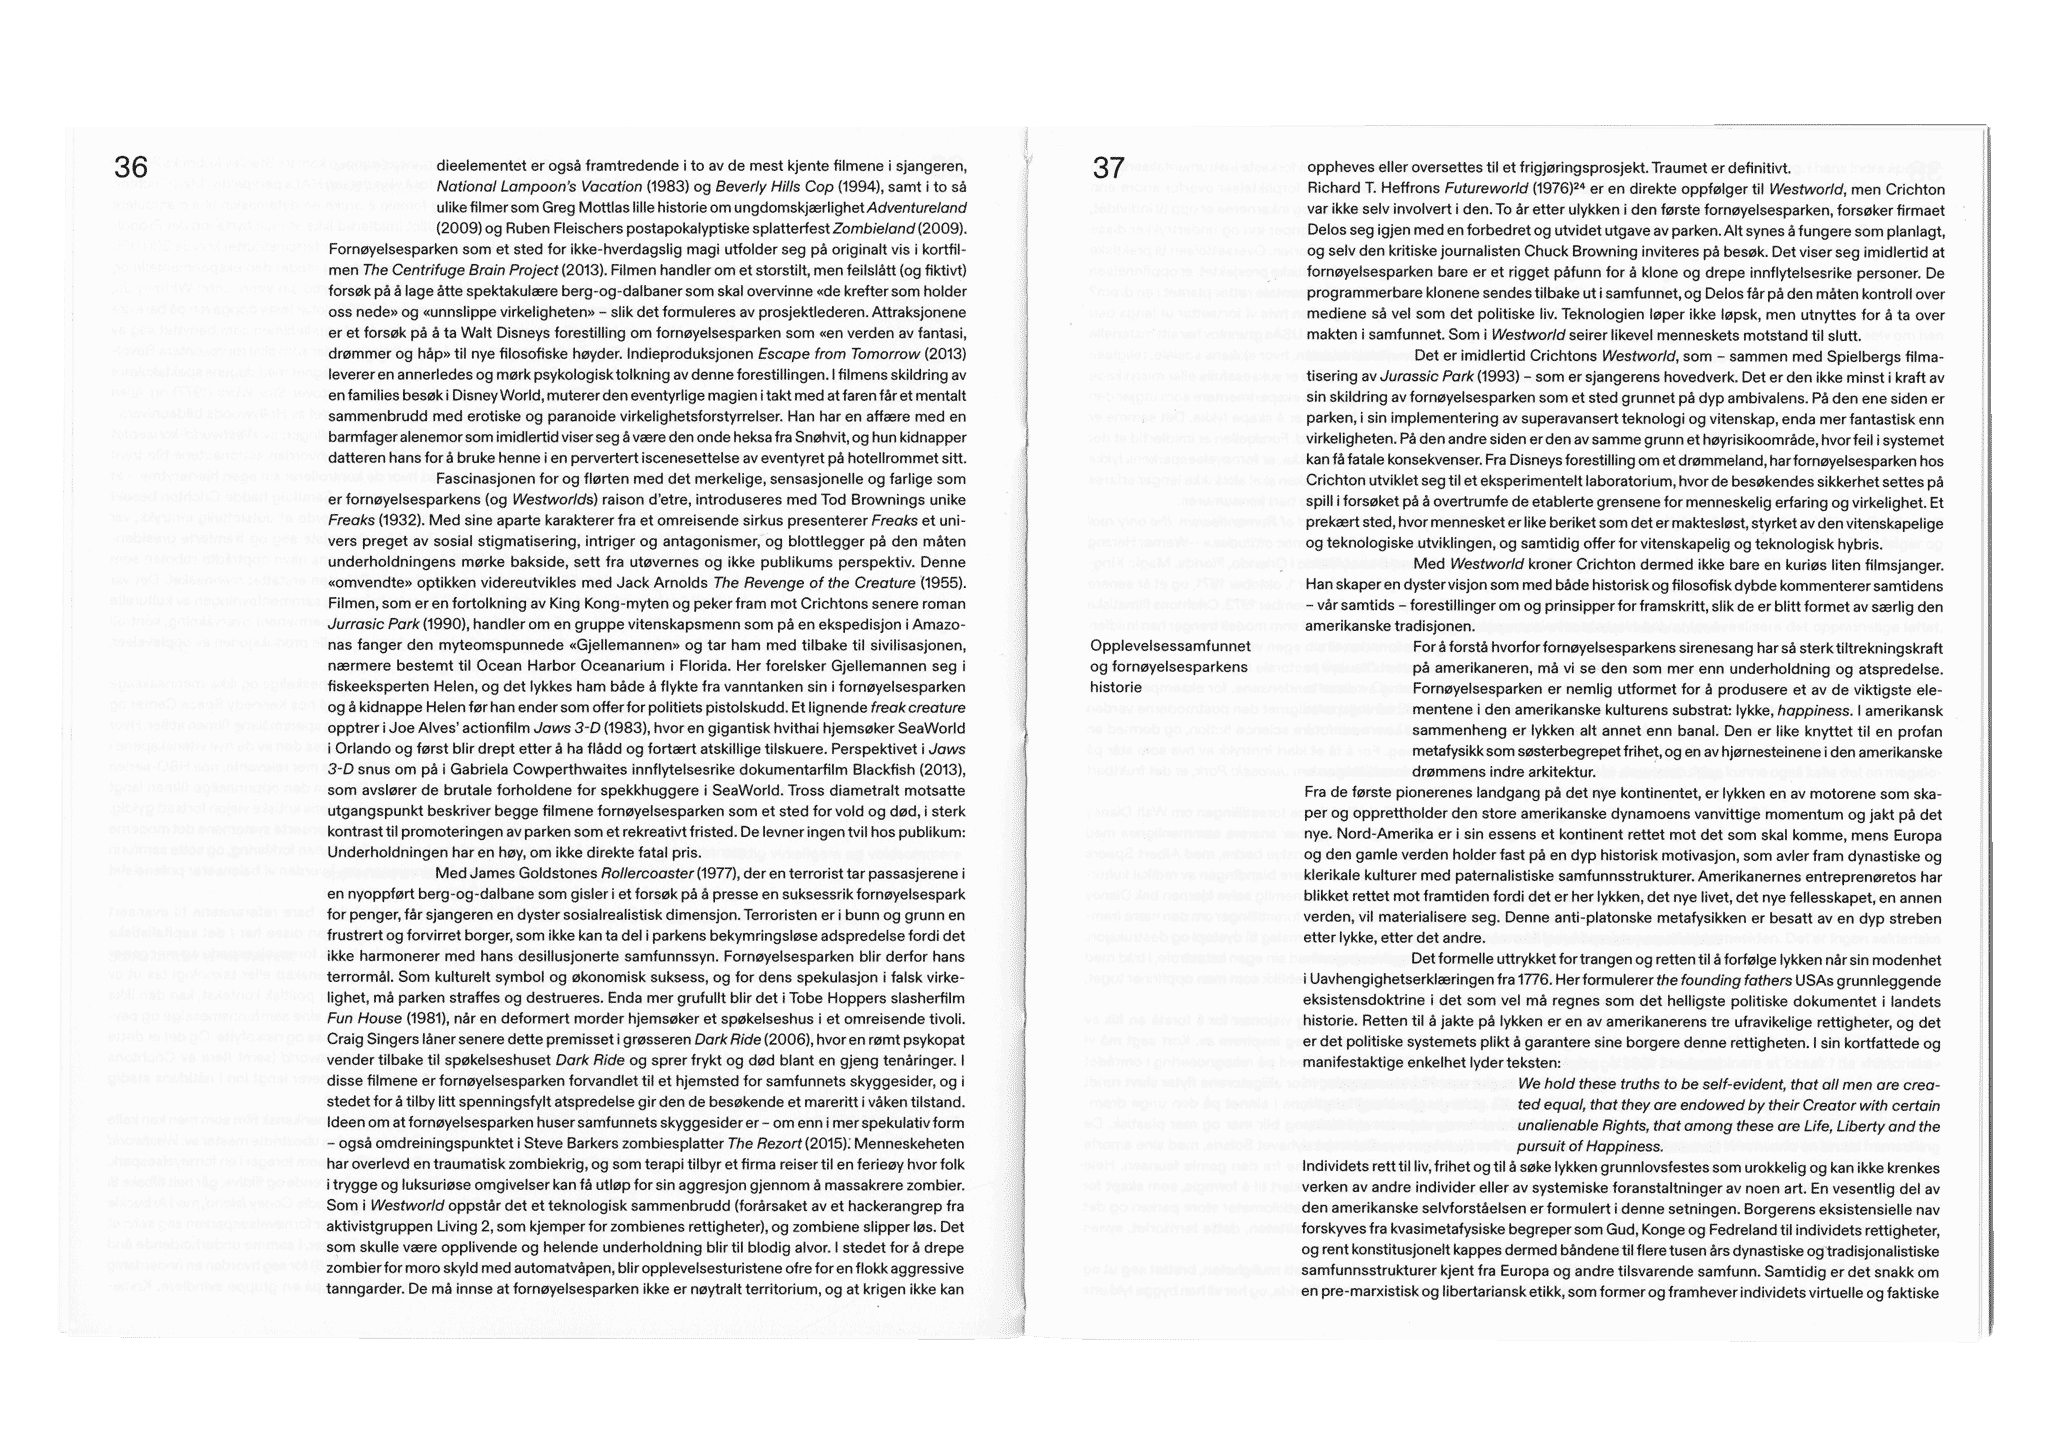 36
dieelementet er også framtredende i to av de mest kjente filmene i sjangeren,
National Lampoon's Vacation (1983) og Beverly Hills Cop (1994), samt i to så
ulike filmer som Greg Mottlas lille historie om ungdomskjærlighet Adventureland
(2009) og Ruben Fleischers postapokalyptiske splatterfest Zombieland (2009).
Fornøyelsesparken som et sted for ikke-hverdagslig magi utfolder seg på originalt vis i kortfil-
men The Centrifuge Brain Project (2013). Filmen handler om et storstilt, men feilslått (og fiktivt)
forsøk på å lage åtte spektakulære berg-og-dalbaner som skal overvinne «de krefter som holder
oss nede» og «unnslippe virkeligheten» – slik det formuleres av prosjektlederen. Attraksjonene
er et forsøk på å ta Walt Disneys forestilling om fornøyelsesparken som «en verden av fantasi,
drømmer og håp» til nye filosofiske høyder. Indieproduksjonen Escape from Tomorrow (2013)
leverer en annerledes og mørk psykologisk tolkning av denne forestillingen. I filmens skildring av
en families besøk i Disney World, muterer den eventyrlige magien i takt med at faren får et mentalt
sammenbrudd med erotiske og paranoide virkelighetsforstyrrelser. Han har en affære med en
barmfager alenemor som imidlertid viser seg å være den onde heksa fra Snøhvit, og hun kidnapper
datteren hans for å bruke henne i en pervertert iscenesettelse av eventyret på hotellrommet sitt.
Fascinasjonen for og flørten med det merkelige, sensasjonelle og farlige som
er fornøyelsesparkens (og Westworlds) raison d'etre, introduseres med Tod Brownings unike
Freaks (1932). Med sine aparte karakterer fra et omreisende sirkus presenterer Freaks et uni-
vers preget av sosial stigmatisering, intriger og antagonismer, og blottlegger på den måten
underholdningens mørke bakside, sett fra utøvernes og ikke publikums perspektiv. Denne
«omvendte» optikken videreutvikles med Jack Arnolds The Revenge of the Creature (1955).
Filmen, som er en fortolkning av King Kong-myten og peker fram mot Crichtons senere roman
Jurrasic Park (1990), handler om en gruppe vitenskapsmenn som på en ekspedisjon i Amazo-
nas fanger den myteomspunnede «Gjellemannen» og tar ham med tilbake til sivilisasjonen,
nærmere bestemt til Ocean Harbor Oceanarium i Florida. Her forelsker Gjellemannen seg i
fiskeeksperten Helen, og det lykkes ham både å flykte fra vanntanken sin i fornøyelsesparken
og å kidnappe Helen før han ender som offer for politiets pistolskudd. Et lignende freak creature
opptrer i Joe Alves' actionfilm Jaws 3-D (1983), hvor en gigantisk hvithai hjemsøker SeaWorld
i Orlando og først blir drept etter å ha flådd og fortært atskillige tilskuere. Perspektivet i Jaws
3-D snus om på i Gabriela Cowperthwaites innflytelsesrike dokumentarfilm Blackfish (2013),
som avslører de brutale forholdene for spekkhuggere i SeaWorld. Tross diametralt motsatte
utgangspunkt beskriver begge filmene fornøyelsesparken som et sted for vold og død, i sterk
kontrast til promoteringen av parken som et rekreativt fristed. De levner ingen tvil hos publikum:
Underholdningen har en høy, om ikke direkte fatal pris.
Med James Goldstones Rollercoaster (1977), der en terrorist tar passasjerene i
en nyoppført berg-og-dalbane som gisler i et forsøk på å presse en suksessrik fornøyelsespark
for penger, får sjangeren en dyster sosialrealistisk dimensjon. Terroristen er i bunn og grunn en
frustrert og forvirret borger, som ikke kan ta del i parkens bekymringsløse adspredelse fordi det
ikke harmonerer med hans desillusjonerte samfunnssyn. Fornøyelsesparken blir derfor hans
terrormål. Som kulturelt symbol og økonomisk suksess, og for dens spekulasjon i falsk virke-
lighet, må parken straffes og destrueres. Enda mer grufullt blir det i Tobe Hoppers slasherfilm
Fun House (1981), når en deformert morder hjemsøker et spøkelseshus i et omreisende tivoli.
Craig Singers låner senere dette premisset i grøsseren Dark Ride (2006), hvor en rømt psykopat
vender tilbake til spøkelseshuset Dark Ride og sprer frykt og død blant en gjeng tenåringer. I
disse filmene er fornøyelsesparken forvandlet til et hjemsted for samfunnets skyggesider, og i
stedet for å tilby litt spenningsfylt atspredelse gir den de besøkende et mareritt i våken tilstand.
Ideen om at fornøyelsesparken huser samfunnets skyggesider er – om enn i mer spekulativ form
– også omdreiningspunktet i Steve Barkers zombiesplatter The Rezort (2015). Menneskeheten
har overlevd en traumatisk zombiekrig, og som terapi tilbyr et firma reiser til en ferieøy hvor folk
i trygge og luksuriøse omgivelser kan få utløp for sin aggresjon gjennom å massakrere zombier.
Som i Westworld oppstår det et teknologisk sammenbrudd (forårsaket av et hackerangrep fra
aktivistgruppen Living 2, som kjemper for zombienes rettigheter), og zombiene slipper løs. Det
som skulle være opplivende og helende underholdning blir til blodig alvor. I stedet for å drepe
zombier for moro skyld med automatvåpen, blir opplevelsesturistene ofre for en flokk aggressive
tanngarder. De må innse at fornøyelsesparken ikke er nøytralt territorium, og at krigen ikke kan
37
oppheves eller oversettes til et frigjøringsprosjekt. Traumet er definitivt.
Richard T. Heffrons Futureworld (1976)²⁴ er en direkte oppfølger til Westworld, men Crichton
var ikke selv involvert i den. To år etter ulykken i den første fornøyelsesparken, forsøker firmaet
Delos seg igjen med en forbedret og utvidet utgave av parken. Alt synes å fungere som planlagt,
og selv den kritiske journalisten Chuck Browning inviteres på besøk. Det viser seg imidlertid at
fornøyelsesparken bare er et rigget påfunn for å klone og drepe innflytelsesrike personer. De
programmerbare klonene sendes tilbake ut i samfunnet, og Delos får på den måten kontroll over
mediene så vel som det politiske liv. Teknologien løper ikke løpsk, men utnyttes for å ta over
makten i samfunnet. Som i Westworld seirer likevel menneskets motstand til slutt.
Det er imidlertid Crichtons Westworld, som – sammen med Spielbergs filma-
tisering av Jurassic Park (1993) – som er sjangerens hovedverk. Det er den ikke minst i kraft av
sin skildring av fornøyelsesparken som et sted grunnet på dyp ambivalens. På den ene siden er
parken, i sin implementering av superavansert teknologi og vitenskap, enda mer fantastisk enn
virkeligheten. På den andre siden er den av samme grunn et høyrisikoområde, hvor feil i systemet
kan få fatale konsekvenser. Fra Disneys forestilling om et drømmeland, har fornøyelsesparken hos
Crichton utviklet seg til et eksperimentelt laboratorium, hvor de besøkendes sikkerhet settes på
spill i forsøket på å overtrumfe de etablerte grensene for menneskelig erfaring og virkelighet. Et
prekært sted, hvor mennesket er like beriket som det er maktesløst, styrket av den vitenskapelige
og teknologiske utviklingen, og samtidig offer for vitenskapelig og teknologisk hybris.
Med Westworld kroner Crichton dermed ikke bare en kuriøs liten filmsjanger.
Han skaper en dyster visjon som med både historisk og filosofisk dybde kommenterer samtidens
– vår samtids – forestillinger om og prinsipper for framskritt, slik de er blitt formet av særlig den
amerikanske tradisjonen.
Opplevelsessamfunnet
og fornøyelsesparkens
historie
For å forstå hvorfor fornøyelsesparkens sirenesang har så sterk tiltrekningskraft
på amerikaneren, må vi se den som mer enn underholdning og atspredelse.
Fornøyelsesparken er nemlig utformet for å produsere et av de viktigste ele-
mentene i den amerikanske kulturens substrat: lykke, happiness. I amerikansk
sammenheng er lykken alt annet enn banal. Den er like knyttet til en profan
metafysikk som søsterbegrepet frihet, og en av hjørnesteinene i den amerikanske
drømmens indre arkitektur.
Fra de første pionerenes landgang på det nye kontinentet, er lykken en av motorene som ska-
per og opprettholder den store amerikanske dynamoens vanvittige momentum og jakt på det
nye. Nord-Amerika er i sin essens et kontinent rettet mot det som skal komme, mens Europa
og den gamle verden holder fast på en dyp historisk motivasjon, som avler fram dynastiske og
klerikale kulturer med paternalistiske samfunnsstrukturer. Amerikanernes entreprenøretos har
blikket rettet mot framtiden fordi det er her lykken, det nye livet, det nye fellesskapet, en annen
verden, vil materialisere seg. Denne anti-platonske metafysikken er besatt av en dyp streben
etter lykke, etter det andre.
Det formelle uttrykket for trangen og retten til å forfølge lykken når sin modenhet
i Uavhengighetserklæringen fra 1776. Her formulerer the founding fathers USAs grunnleggende
eksistensdoktrine i det som vel må regnes som det helligste politiske dokumentet i landets
historie. Retten til å jakte på lykken er en av amerikanerens tre ufravikelige rettigheter, og det
er det politiske systemets plikt å garantere sine borgere denne rettigheten. I sin kortfattede og
manifestaktige enkelhet lyder teksten:
We hold these truths to be self-evident, that all men are crea-
ted equal, that they are endowed by their Creator with certain
unalienable Rights, that among these are Life, Liberty and the
pursuit of Happiness.
Individets rett til liv, frihet og til å søke lykken grunnlovsfestes som urokkelig og kan ikke krenkes
verken av andre individer eller av systemiske foranstaltninger av noen art. En vesentlig del av
den amerikanske selvforståelsen er formulert i denne setningen. Borgerens eksistensielle nav
forskyves fra kvasimetafysiske begreper som Gud, Konge og Fedreland til individets rettigheter,
og rent konstitusjonelt kappes dermed båndene til flere tusen års dynastiske og tradisjonalistiske
samfunnsstrukturer kjent fra Europa og andre tilsvarende samfunn. Samtidig er det snakk om
en pre-marxistisk og libertariansk etikk, som former og framhever individets virtuelle og faktiske